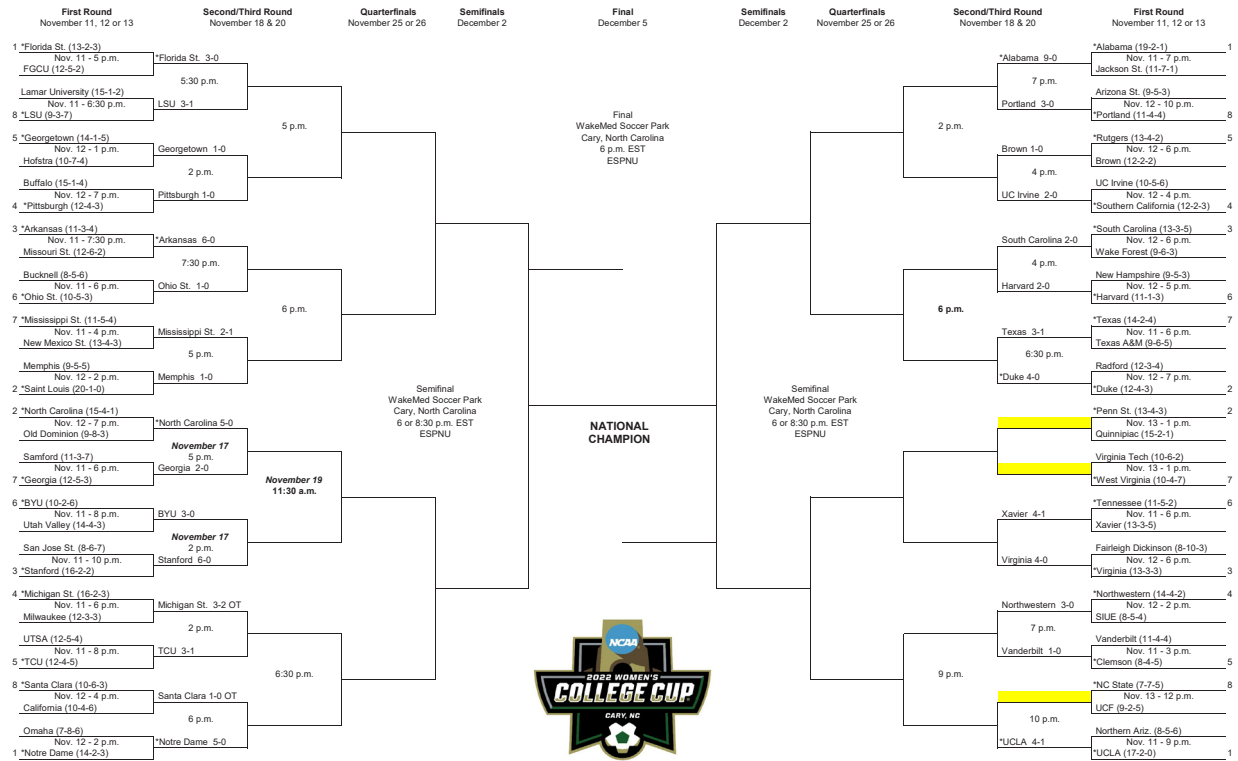 First Round
November 11, 12 or 13
Second/Third Round
November 18 & 20
Quarterfinals
November 25 or 26
Semifinals
December 2
Final
December 5
Semifinals
December 2
Quarterfinals
November 25 or 26
Second/Third Round
November 18 & 20
First Round
November 11, 12 or 13
1 *Florida St. (13-2-3)
Nov. 11 - 5 p.m.
FGCU (12-5-2)
Lamar University (15-1-2)
Nov. 11 - 6:30 p.m.
8 *LSU (9-3-7)
5 *Georgetown (14-1-5)
Nov. 12 - 1 p.m.
Hofstra (10-7-4)
Buffalo (15-1-4)
Nov. 12 - 7 p.m.
4 *Pittsburgh (12-4-3)
3 *Arkansas (11-3-4)
Nov. 11 - 7:30 p.m.
Missouri St. (12-6-2)
Bucknell (8-5-6)
Nov. 11 - 6 p.m.
6 *Ohio St. (10-5-3)
7 *Mississippi St. (11-5-4)
Nov. 11 - 4 p.m.
New Mexico St. (13-4-3)
Memphis (9-5-5)
Nov. 12 - 2 p.m.
2 *Saint Louis (20-1-0)
2 *North Carolina (15-4-1)
Nov. 12 - 7 p.m.
Old Dominion (9-8-3)
Samford (11-3-7)
Nov. 11 - 6 p.m.
7 *Georgia (12-5-3)
6 *BYU (10-2-6)
Nov. 11 - 8 p.m.
Utah Valley (14-4-3)
San Jose St. (8-6-7)
Nov. 11 - 10 p.m.
3 *Stanford (16-2-2)
4 *Michigan St. (16-2-3)
Nov. 11 - 6 p.m.
Milwaukee (12-3-3)
UTSA (12-5-4)
Nov. 11 - 8 p.m.
5 *TCU (12-4-5)
8 *Santa Clara (10-6-3)
Nov. 12 - 4 p.m.
California (10-4-6)
Omaha (7-8-6)
Nov. 12 - 2 p.m.
1 *Notre Dame (14-2-3)
*Florida St. 3-0
5:30 p.m.
LSU 3-1
Georgetown 1-0
2 p.m.
Pittsburgh 1-0
*Arkansas 6-0
7:30 p.m.
Ohio St. 1-0
Mississippi St. 2-1
5 p.m.
Memphis 1-0
*North Carolina 5-0
November 17
5 p.m.
Georgia 2-0
BYU 3-0
November 17
2 p.m.
Stanford 6-0
Michigan St. 3-2 OT
2 p.m.
TCU 3-1
Santa Clara 1-0 OT
6 p.m.
*Notre Dame 5-0
5 p.m.
6 p.m.
November 19
11:30 a.m.
6:30 p.m.
Semifinal
WakeMed Soccer Park
Cary, North Carolina
6 or 8:30 p.m. EST
ESPNU
Final
WakeMed Soccer Park
Cary, North Carolina
6 p.m. EST
ESPNU
NATIONAL
CHAMPION
NCAA
2022 WOMEN'S
COLLEGE CUP
CARY, NC
Semifinal
WakeMed Soccer Park
Cary, North Carolina
6 or 8:30 p.m. EST
ESPNU
2 p.m.
6 p.m.
9 p.m.
*Alabama 9-0
7 p.m.
Portland 3-0
Brown 1-0
4 p.m.
UC Irvine 2-0
South Carolina 2-0
4 p.m.
Harvard 2-0
Texas 3-1
6:30 p.m.
*Duke 4-0
Xavier 4-1
Virginia 4-0
Northwestern 3-0
7 p.m.
Vanderbilt 1-0
10 p.m.
*UCLA 4-1
*Alabama (19-2-1) 1
Nov. 11 - 7 p.m.
Jackson St. (11-7-1)
Arizona St. (9-5-3)
Nov. 12 - 10 p.m.
*Portland (11-4-4) 8
*Rutgers (13-4-2) 5
Nov. 12 - 6 p.m.
Brown (12-2-2)
UC Irvine (10-5-6)
Nov. 12 - 4 p.m.
*Southern California (12-2-3) 4
*South Carolina (13-3-5) 3
Nov. 12 - 6 p.m.
Wake Forest (9-6-3)
New Hampshire (9-5-3)
Nov. 12 - 5 p.m.
*Harvard (11-1-3) 6
*Texas (14-2-4) 7
Nov. 11 - 6 p.m.
Texas A&M (9-6-5)
Radford (12-3-4)
Nov. 12 - 7 p.m.
*Duke (12-4-3) 2
*Penn St. (13-4-3) 2
Nov. 13 - 1 p.m.
Quinnipiac (15-2-1)
Virginia Tech (10-6-2)
Nov. 13 - 1 p.m.
*West Virginia (10-4-7) 7
*Tennessee (11-5-2) 6
Nov. 11 - 6 p.m.
Xavier (13-3-5)
Fairleigh Dickinson (8-10-3)
Nov. 12 - 6 p.m.
*Virginia (13-3-3) 3
*Northwestern (14-4-2) 4
Nov. 12 - 2 p.m.
SIUE (8-5-4)
Vanderbilt (11-4-4)
Nov. 11 - 3 p.m.
*Clemson (8-4-5) 5
*NC State (7-7-5) 8
Nov. 13 - 12 p.m.
UCF (9-2-5)
Northern Ariz. (8-5-6)
Nov. 11 - 9 p.m.
*UCLA (17-2-0) 1